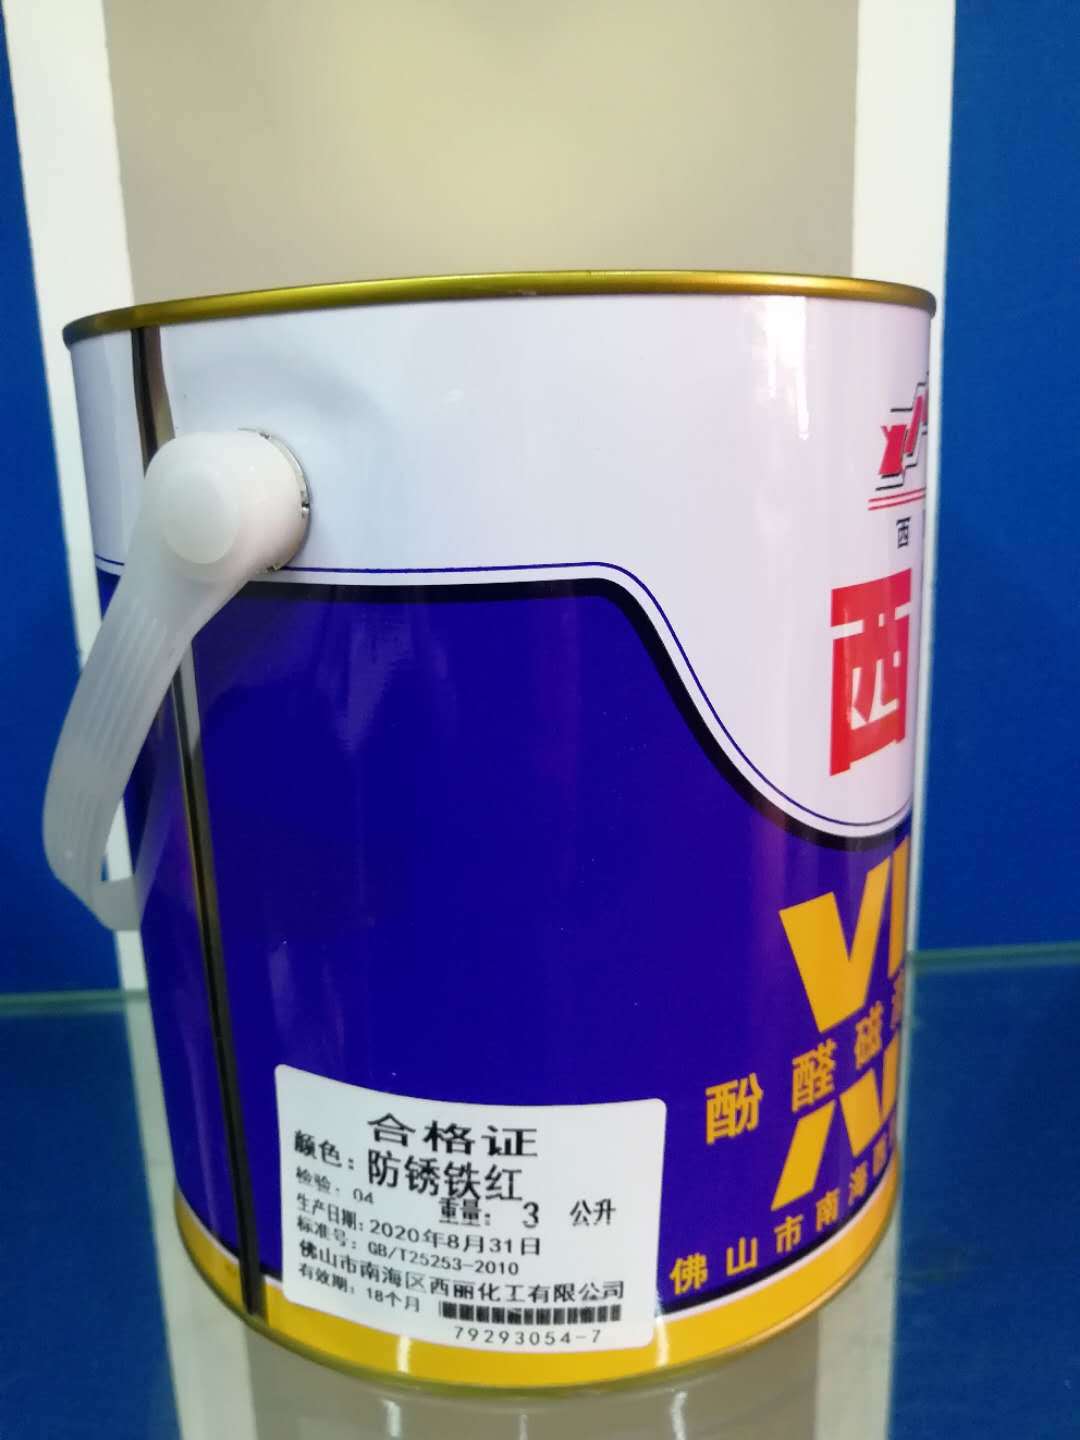 西
西
酚醛磁
合格证
颜色：防锈铁红
检验：04 重量：3 公升
生产日期：2020年8月31日
标准号：GB/T25253-2010
佛山市南海区西丽化工有限公司
有效期：18个月
79293054-7
佛山市南海